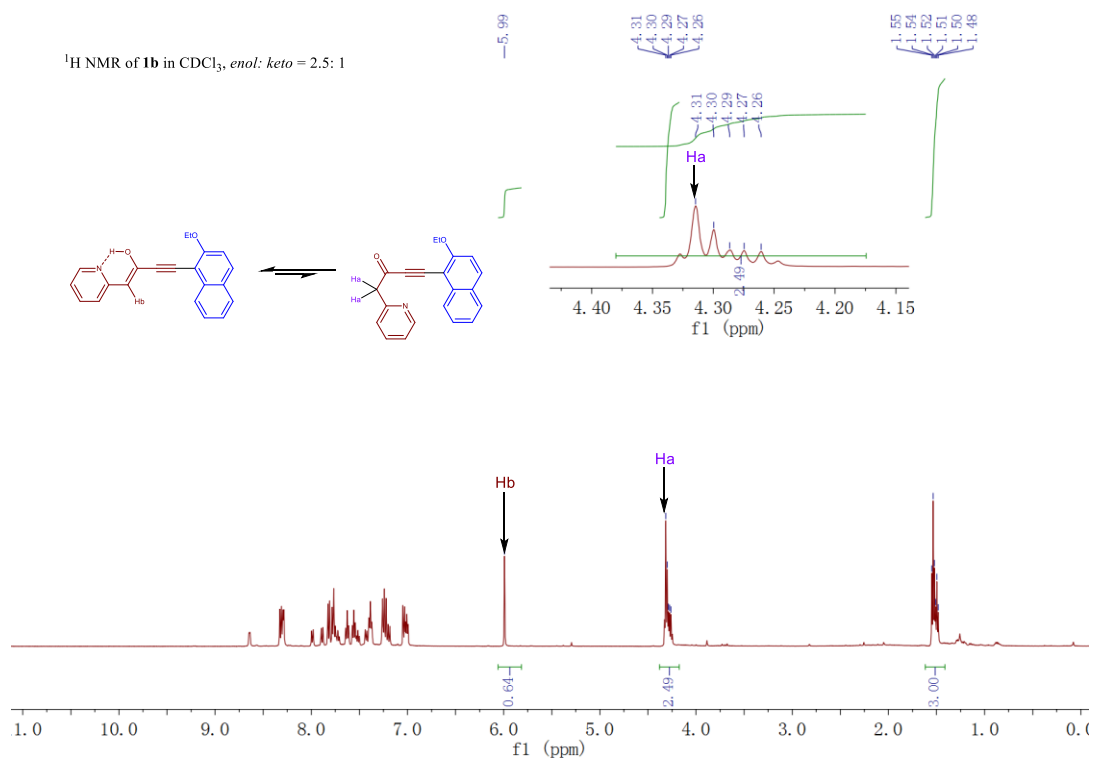 ¹H NMR of 1b in CDCl₃, enol: keto = 2.5: 1
5.99
4.31
4.30
4.29
4.27
4.26
1.55
1.54
1.52
1.51
1.50
1.48
4.31
4.30
4.29
4.27
4.26
Ha
2.49
4.40 4.35 4.30 4.25 4.20 4.15
f1 (ppm)
H
O
N
Hb
EtO
O
EtO
Ha
Ha
N
Hb
Ha
0.64
2.49
3.00
1.0 10.0 9.0 8.0 7.0 6.0 5.0 4.0 3.0 2.0 1.0 0.0
f1 (ppm)